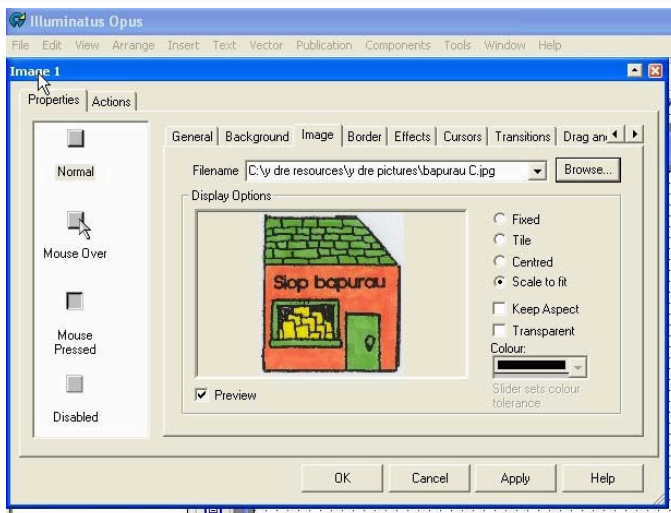 Illuminatus Opus
File Edit View Arrange Insert Text Vector Publication Components Tools Window Help
Image 1
Properties Actions
General Background Image Border Effects Cursors Transitions Drag an
Normal
Mouse Over
Mouse
Pressed
Disabled
Filename C:\y dre resources\y dre pictures\bapurau C.jpg Browse...
Display Options
Siop bapurau
Fixed
Tile
Centred
Scale to fit
Keep Aspect
Transparent
Colour:
Slider sets colour
tolerance
Preview
OK Cancel Apply Help